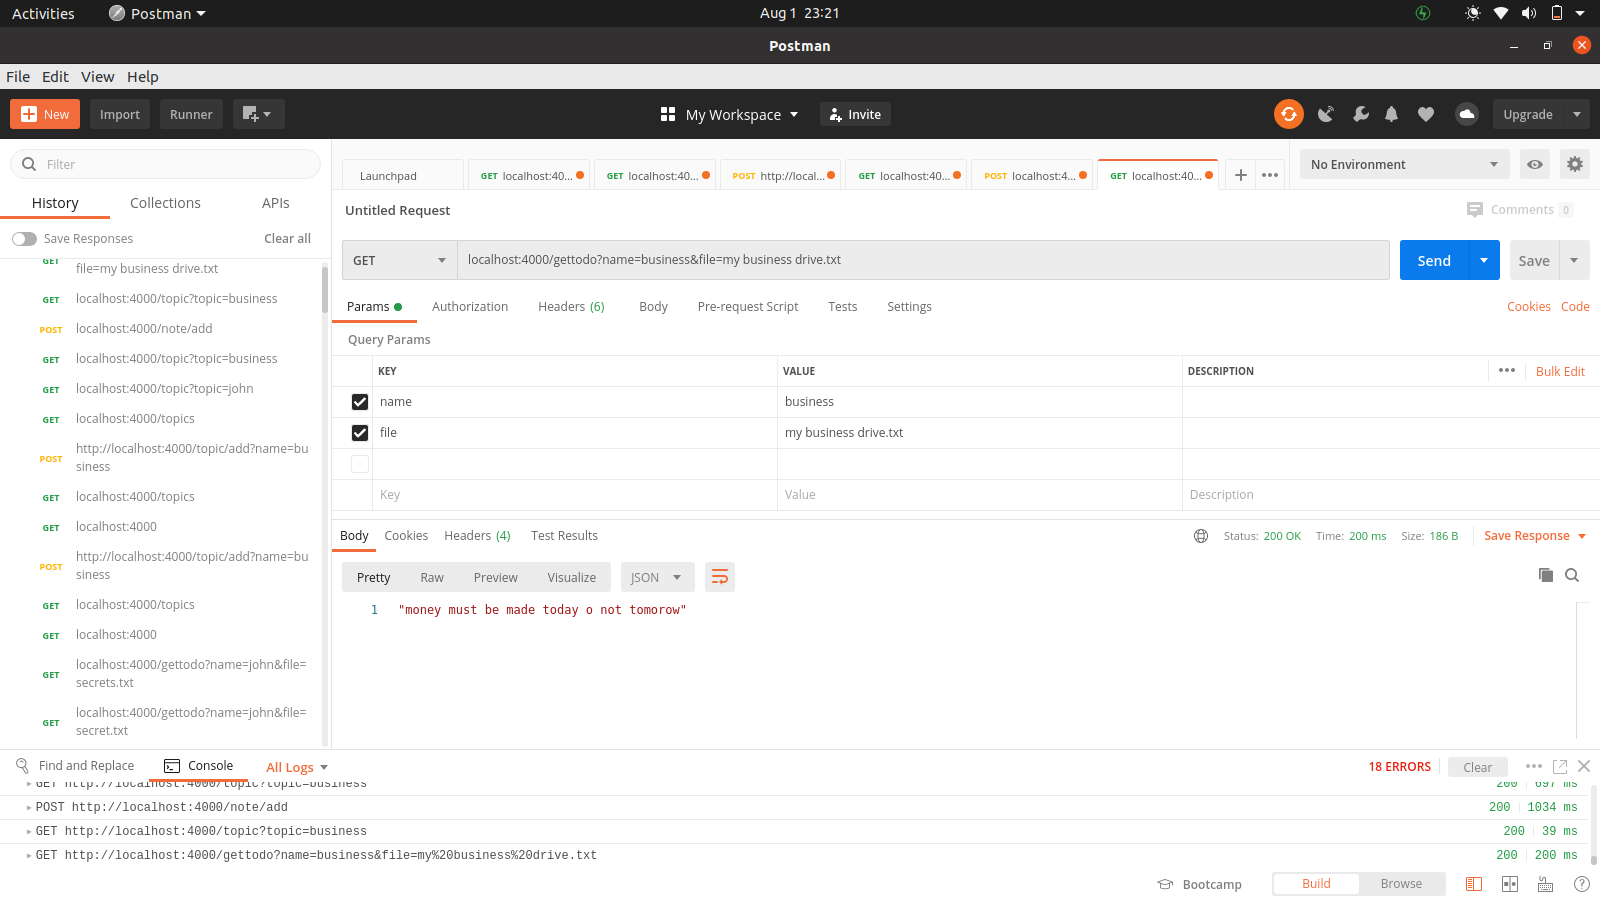 Activities Postman Aug 1 23:21
Postman
File Edit View Help
New Import Runner My Workspace Invite Upgrade
Filter
History Collections APIs
Save Responses Clear all
GET file=my business drive.txt
GET localhost:4000/topic?topic=business
POST localhost:4000/note/add
GET localhost:4000/topic?topic=business
GET localhost:4000/topic?topic=john
GET localhost:4000/topics
POST http://localhost:4000/topic/add?name=bu
siness
GET localhost:4000/topics
GET localhost:4000
POST http://localhost:4000/topic/add?name=bu
siness
GET localhost:4000/topics
GET localhost:4000
GET localhost:4000/gettodo?name=john&file=
secrets.txt
GET localhost:4000/gettodo?name=john&file=
secret.txt
Launchpad GET localhost:40... GET localhost:40... POST http://local... GET localhost:40... POST localhost:4... GET localhost:40... No Environment
Untitled Request Comments 0
GET localhost:4000/gettodo?name=business&file=my business drive.txt Send Save
Params Authorization Headers (6) Body Pre-request Script Tests Settings Cookies Code
Query Params
KEY VALUE DESCRIPTION Bulk Edit
name business
file my business drive.txt
Key Value Description
Body Cookies Headers (4) Test Results Status: 200 OK Time: 200 ms Size: 186 B Save Response
Pretty Raw Preview Visualize JSON
1 "money must be made today o not tomorow"
Find and Replace Console All Logs 18 ERRORS Clear
GET http://localhost:4000/topic?topic=business 200 697 ms
POST http://localhost:4000/note/add 200 1034 ms
GET http://localhost:4000/topic?topic=business 200 39 ms
GET http://localhost:4000/gettodo?name=business&file=my%20business%20drive.txt 200 200 ms
Bootcamp Build Browse